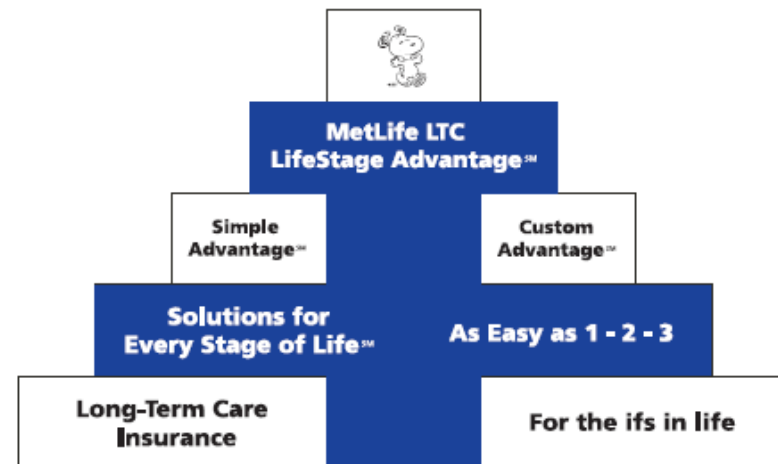 MetLife LTC
LifeStage Advantage℠
Simple
Advantage℠
Custom
Advantage℠
Solutions for
Every Stage of Life℠
As Easy as 1 - 2 - 3
Long-Term Care
Insurance
For the ifs in life